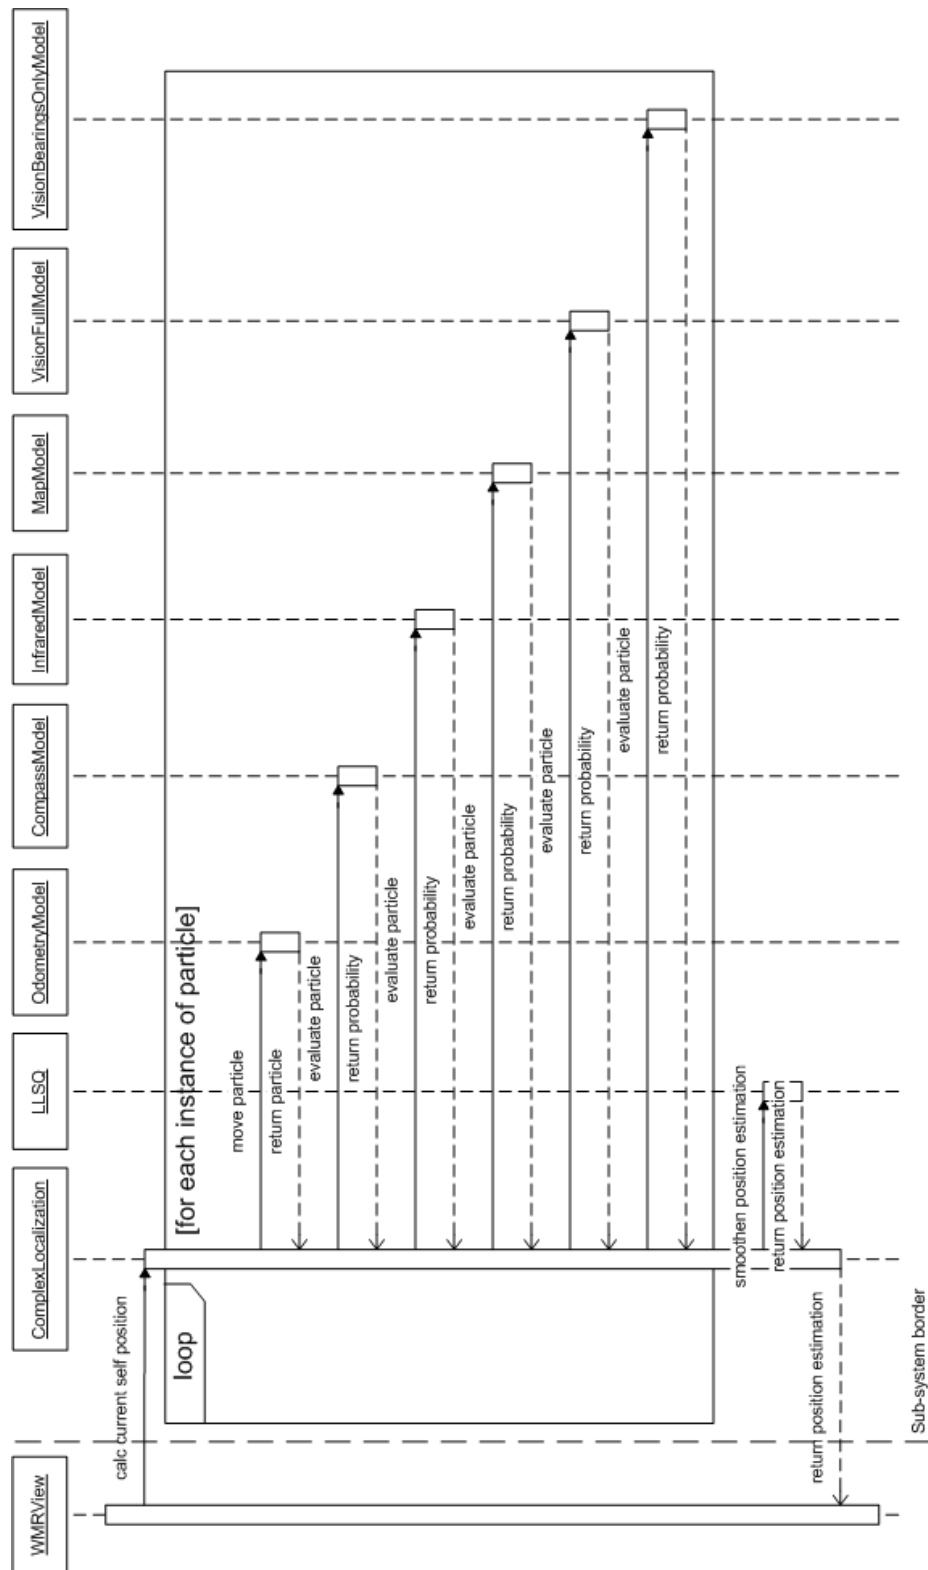 WMRView
ComplexLocalization
LLSQ
OdometryModel
CompassModel
InfraredModel
MapModel
VisionFullModel
VisionBearingsOnlyModel
calc current self position
loop
[for each instance of particle]
move particle
return particle
evaluate particle
return probability
evaluate particle
return probability
evaluate particle
return probability
evaluate particle
return probability
evaluate particle
return probability
smoothen position estimation
return position estimation
return position estimation
Sub-system border